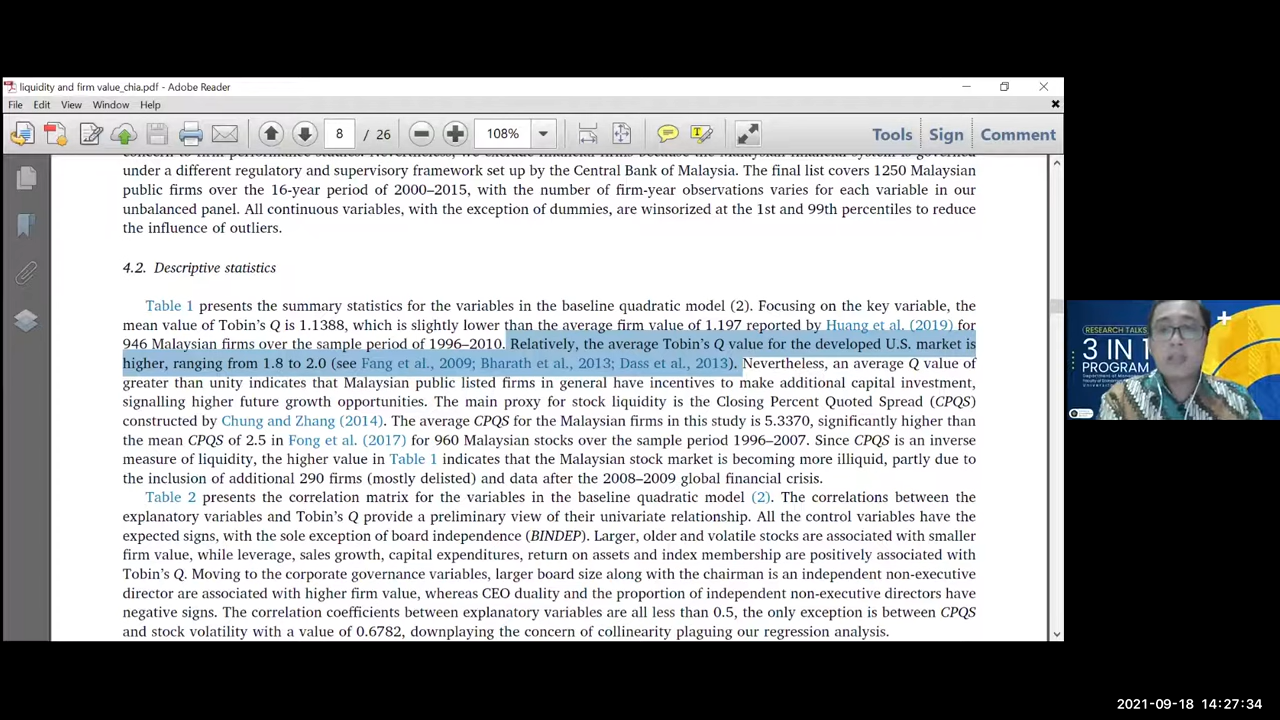 liquidity and firm value_chia.pdf - Adobe Reader
File Edit View Window Help
8 / 26 108% Tools Sign Comment
under a different regulatory and supervisory framework set up by the Central Bank of Malaysia. The final list covers 1250 Malaysian
public firms over the 16-year period of 2000–2015, with the number of firm-year observations varies for each variable in our
unbalanced panel. All continuous variables, with the exception of dummies, are winsorized at the 1st and 99th percentiles to reduce
the influence of outliers.
4.2. Descriptive statistics
Table 1 presents the summary statistics for the variables in the baseline quadratic model (2). Focusing on the key variable, the
mean value of Tobin's Q is 1.1388, which is slightly lower than the average firm value of 1.197 reported by Huang et al. (2019) for
946 Malaysian firms over the sample period of 1996–2010. Relatively, the average Tobin's Q value for the developed U.S. market is
higher, ranging from 1.8 to 2.0 (see Fang et al., 2009; Bharath et al., 2013; Dass et al., 2013). Nevertheless, an average Q value of
greater than unity indicates that Malaysian public listed firms in general have incentives to make additional capital investment,
signalling higher future growth opportunities. The main proxy for stock liquidity is the Closing Percent Quoted Spread (CPQS)
constructed by Chung and Zhang (2014). The average CPQS for the Malaysian firms in this study is 5.3370, significantly higher than
the mean CPQS of 2.5 in Fong et al. (2017) for 960 Malaysian stocks over the sample period 1996–2007. Since CPQS is an inverse
measure of liquidity, the higher value in Table 1 indicates that the Malaysian stock market is becoming more illiquid, partly due to
the inclusion of additional 290 firms (mostly delisted) and data after the 2008–2009 global financial crisis.
Table 2 presents the correlation matrix for the variables in the baseline quadratic model (2). The correlations between the
explanatory variables and Tobin's Q provide a preliminary view of their univariate relationship. All the control variables have the
expected signs, with the sole exception of board independence (BINDEP). Larger, older and volatile stocks are associated with smaller
firm value, while leverage, sales growth, capital expenditures, return on assets and index membership are positively associated with
Tobin's Q. Moving to the corporate governance variables, larger board size along with the chairman is an independent non-executive
director are associated with higher firm value, whereas CEO duality and the proportion of independent non-executive directors have
negative signs. The correlation coefficients between explanatory variables are all less than 0.5, the only exception is between CPQS
and stock volatility with a value of 0.6782, downplaying the concern of collinearity plaguing our regression analysis.
RESEARCH TALKS
3 IN 1
PROGRAM
2021-09-18 14:27:34